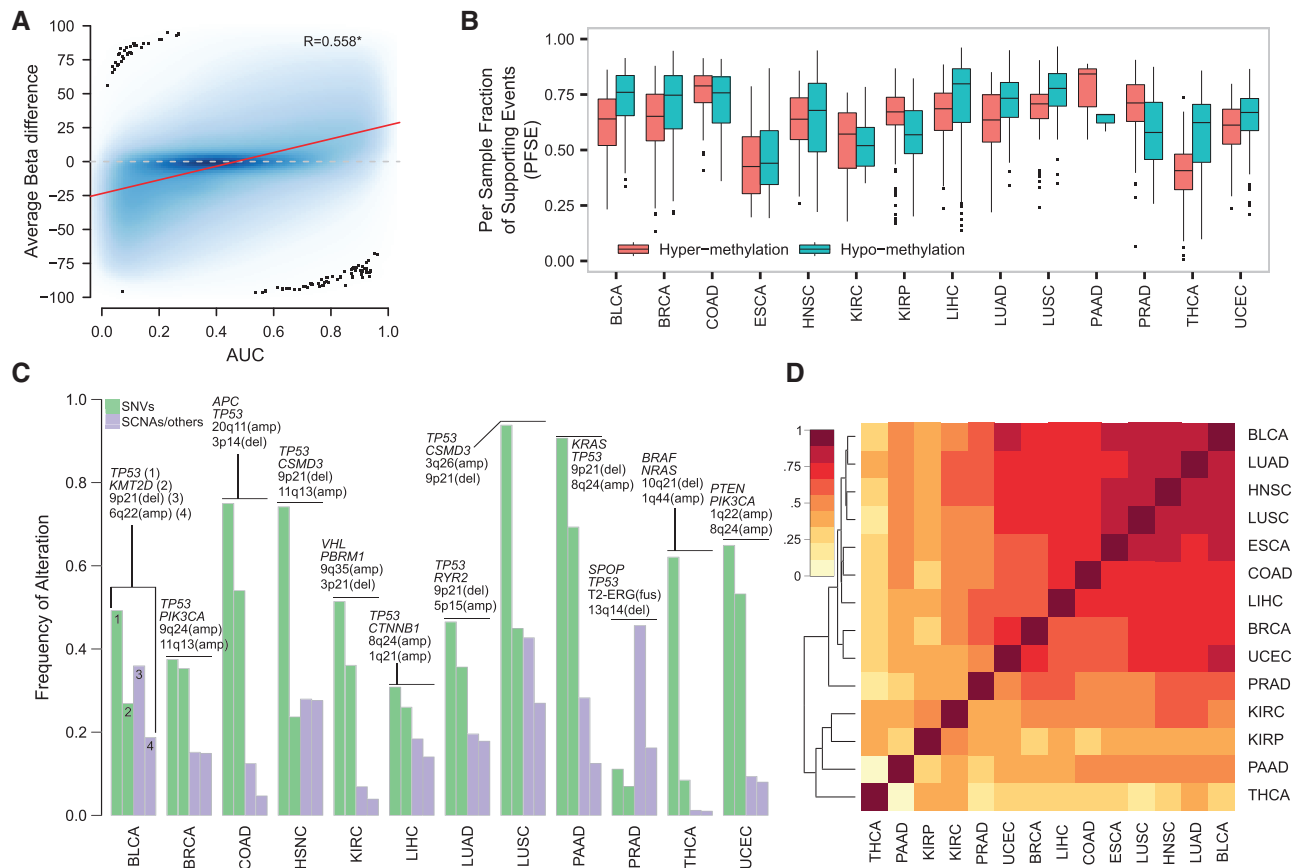 A
R=0.558*
Average Beta difference
100
75
50
25
0
−25
−50
−75
−100
0.0 0.2 0.4 0.6 0.8 1.0
AUC
B
Per Sample Fraction
of Supporting Events
(PFSE)
1.00
0.75
0.50
0.25
0.00
Hyper-methylation Hypo-methylation
BLCA BRCA COAD ESCA HNSC KIRC KIRP LIHC LUAD LUSC PAAD PRAD THCA UCEC
C
SNVs
SCNAs/others
Frequency of Alteration
1.0
0.8
0.6
0.4
0.2
0.0
TP53 (1)
KMT2D (2)
9p21(del) (3)
6q22(amp) (4)
1
2
3
4
TP53
PIK3CA
9q24(amp)
11q13(amp)
APC
TP53
20q11(amp)
3p14(del)
TP53
CSMD3
9p21(del)
11q13(amp)
VHL
PBRM1
9q35(amp)
3p21(del)
TP53
CTNNB1
8q24(amp)
1q21(amp)
TP53
RYR2
9p21(del)
5p15(amp)
TP53
CSMD3
3q26(amp)
9p21(del)
KRAS
TP53
9p21(del)
8q24(amp)
SPOP
TP53
T2-ERG(fus)
13q14(del)
BRAF
NRAS
10q21(del)
1q44(amp)
PTEN
PIK3CA
1q22(amp)
8q24(amp)
BLCA BRCA COAD HSNC KIRC LIHC LUAD LUSC PAAD PRAD THCA UCEC
D
1
.75
.5
.25
0
BLCA
LUAD
HNSC
LUSC
ESCA
COAD
LIHC
BRCA
UCEC
PRAD
KIRC
KIRP
PAAD
THCA
THCA PAAD KIRP KIRC PRAD UCEC BRCA LIHC COAD ESCA LUSC HNSC LUAD BLCA